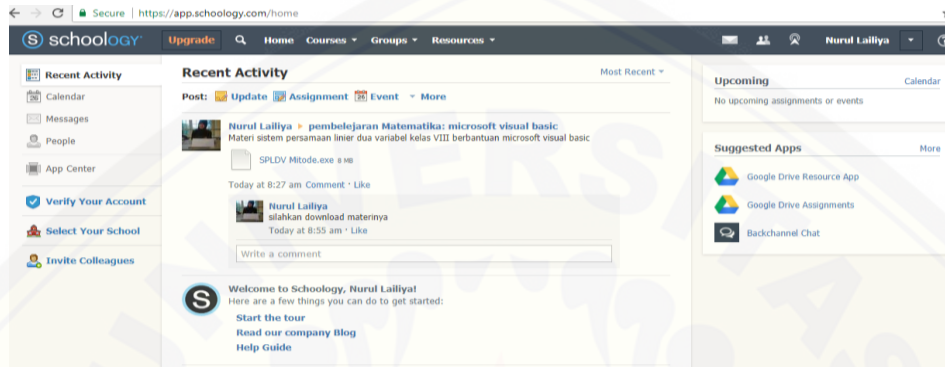 Secure | https://app.schoology.com/home
S schoology Upgrade Home Courses Groups Resources Nurul Lailiya
Recent Activity
Calendar
Messages
People
App Center
Verify Your Account
Select Your School
Invite Colleagues
Recent Activity Most Recent
Post: Update Assignment Event More
Nurul Lailiya pembelejaran Matematika: microsoft visual basic
Materi sistem persamaan linier dua variabel kelas VIII berbantuan microsoft visual basic
SPLDV Mitode.exe 8 MB
Today at 8:27 am Comment · Like
Nurul Lailiya
silahkan download materinya
Today at 8:55 am · Like
Write a comment
S
Welcome to Schoology, Nurul Lailiya!
Here are a few things you can do to get started:
Start the tour
Read our company Blog
Help Guide
Upcoming Calendar
No upcoming assignments or events
Suggested Apps More
Google Drive Resource App
Google Drive Assignments
Backchannel Chat
UNIVERSITAS